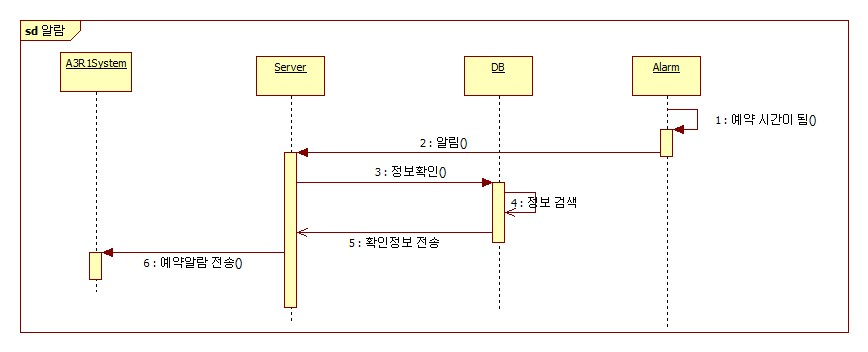 sd 알람
A3R1System
Server
DB
Alarm
1 : 예약 시간이 됨()
2 : 알림()
3 : 정보확인()
4 : 정보 검색
5 : 확인정보 전송
6 : 예약알람 전송()